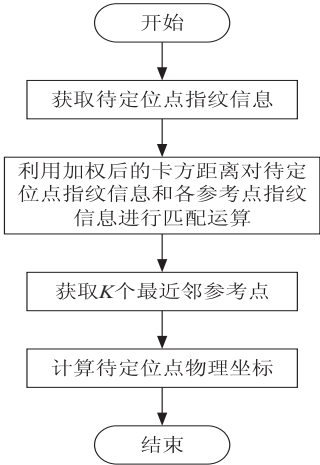 开始
获取待定位点指纹信息
利用加权后的卡方距离对待定
位点指纹信息和各参考点指纹
信息进行匹配运算
获取K个最近邻参考点
计算待定位点物理坐标
结束